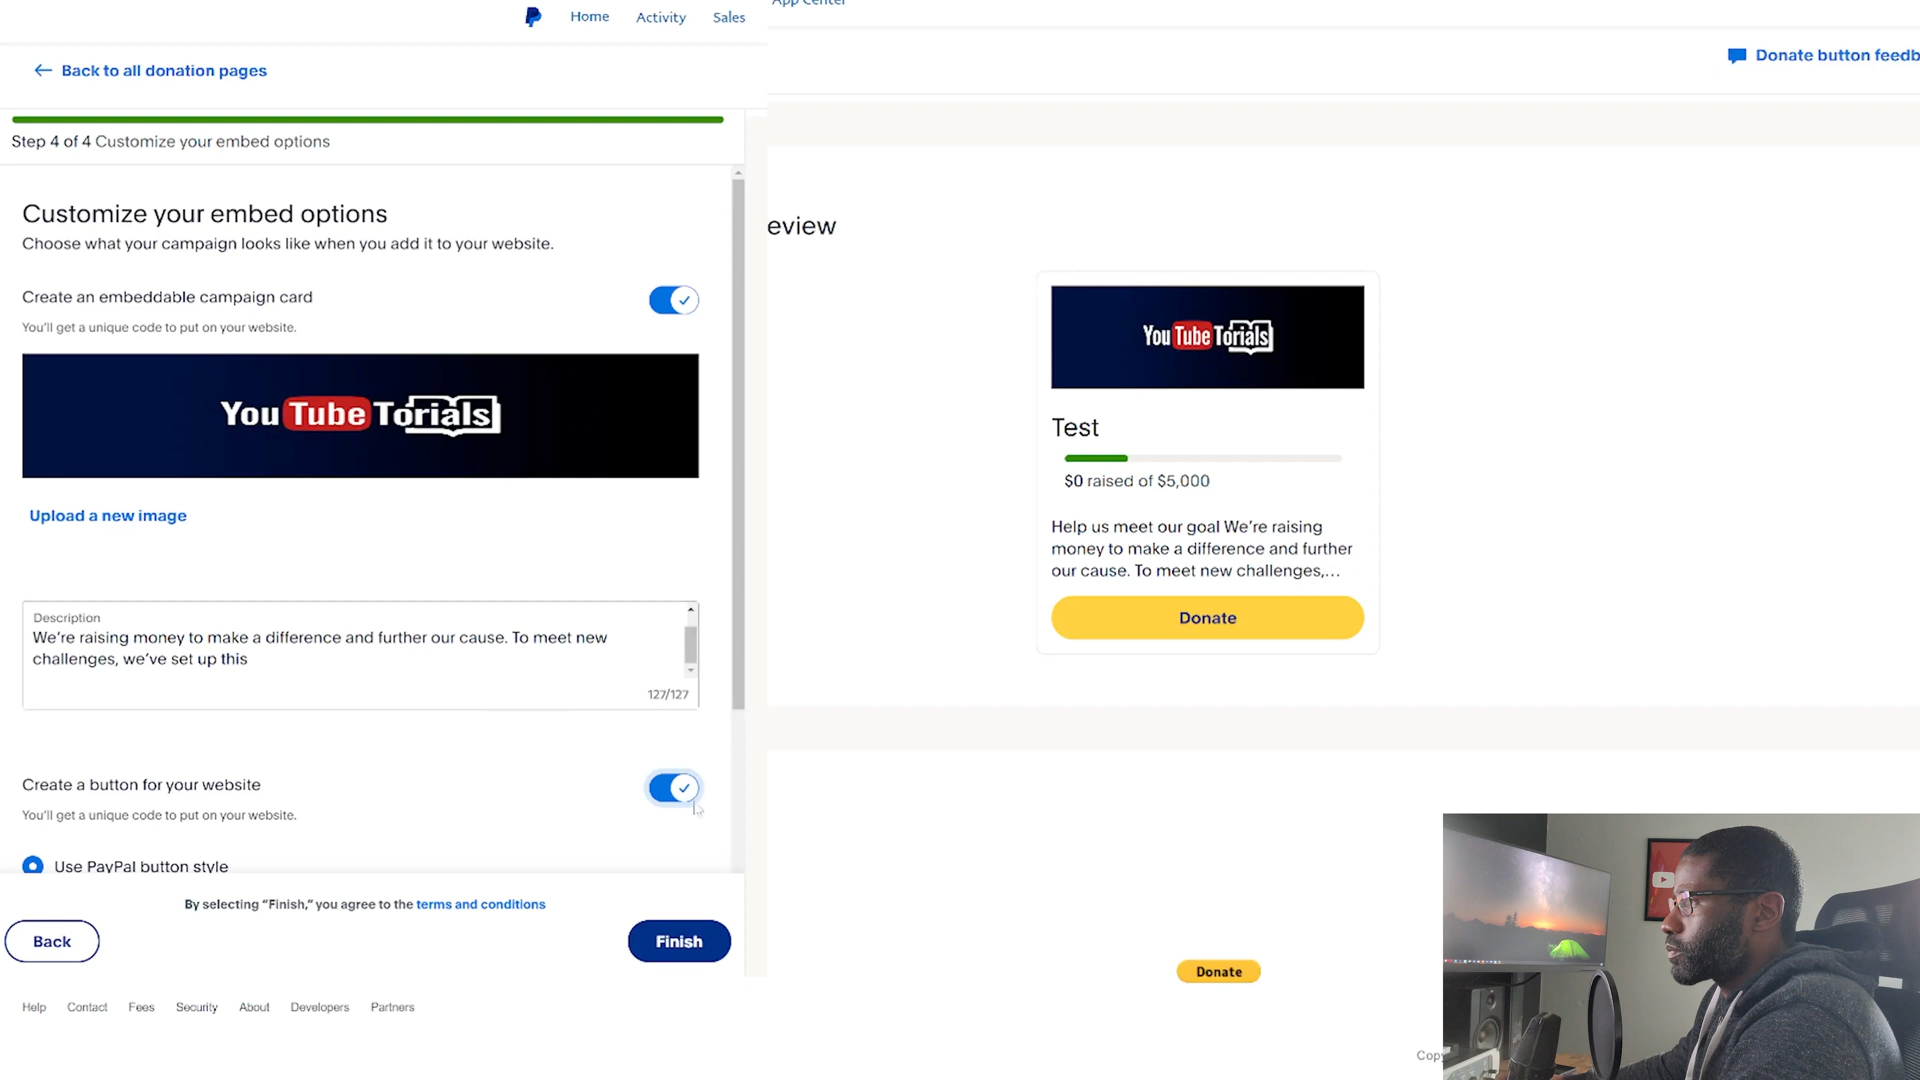 Home Activity Sales
App Center
Back to all donation pages
Donate button feedb
Step 4 of 4 Customize your embed options
Customize your embed options
Choose what your campaign looks like when you add it to your website.
Create an embeddable campaign card
You'll get a unique code to put on your website.
YouTubeTorials
Upload a new image
Description
We're raising money to make a difference and further our cause. To meet new
challenges, we've set up this
127/127
Create a button for your website
You'll get a unique code to put on your website.
Use PayPal button style
By selecting "Finish," you agree to the terms and conditions
Back
Finish
Help Contact Fees Security About Developers Partners
eview
YouTubeTorials
Test
$0 raised of $5,000
Help us meet our goal We're raising
money to make a difference and further
our cause. To meet new challenges,...
Donate
Donate
Copy